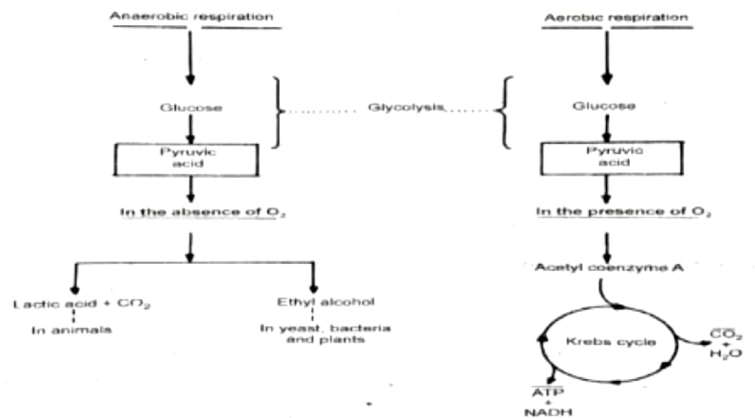 Anaerobic respiration
Aerobic respiration
Glucose
Glycolysis
Glucose
Pyruvic
acid
Pyruvic
acid
In the absence of O₂
In the presence of O₂
Acetyl coenzyme A
Lactic acid + CO₂
Ethyl alcohol
In animals
In yeast, bacteria
and plants
Krebs cycle
CO₂
+
H₂O
ATP
+
NADH